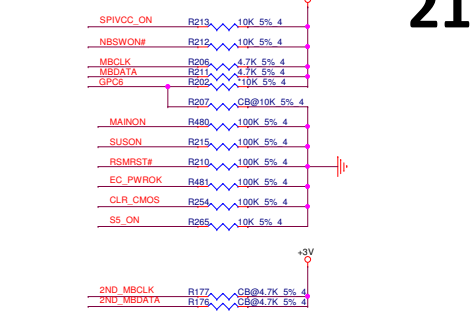 21
SPIVCC_ON R213 10K 5% 4
NBSWON# R212 10K 5% 4
MBCLK R206 4.7K 5% 4
MBDATA R211 4.7K 5% 4
GPC6 R202 *10K 5% 4
R207 CB@10K 5% 4
MAINON R480 100K 5% 4
SUSON R215 100K 5% 4
RSMRST# R210 100K 5% 4
EC_PWROK R481 100K 5% 4
CLR_CMOS R254 100K 5% 4
S5_ON R265 10K 5% 4
+3V
2ND_MBCLK R177 CB@4.7K 5% 4
2ND_MBDATA R176 CB@4.7K 5% 4